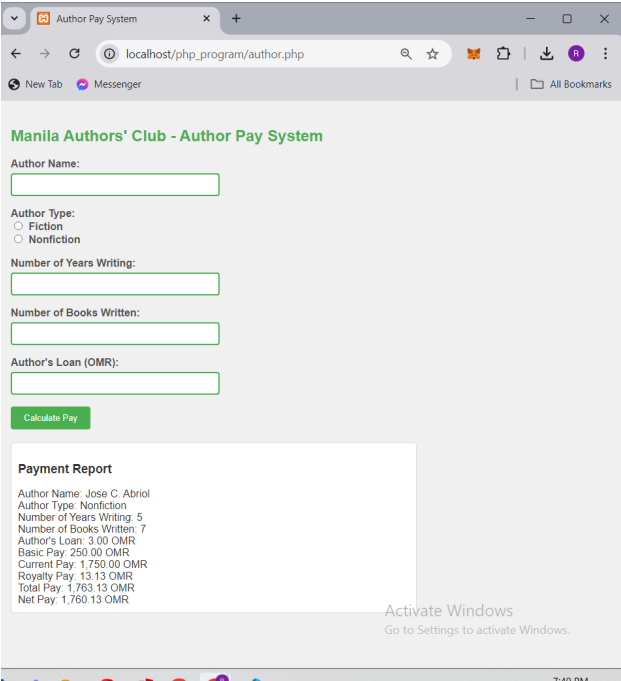 Author Pay System
localhost/php_program/author.php
R
New Tab
Messenger
All Bookmarks
Manila Authors' Club - Author Pay System
Author Name:
Author Type:
Fiction
Nonfiction
Number of Years Writing:
Number of Books Written:
Author's Loan (OMR):
Calculate Pay
Payment Report
Author Name: Jose C. Abriol
Author Type: Nonfiction
Number of Years Writing: 5
Number of Books Written: 7
Author's Loan: 3.00 OMR
Basic Pay: 250.00 OMR
Current Pay: 1,750.00 OMR
Royalty Pay: 13.13 OMR
Total Pay: 1,763.13 OMR
Net Pay: 1,760.13 OMR
Activate Windows
Go to Settings to activate Windows.
7:40 PM